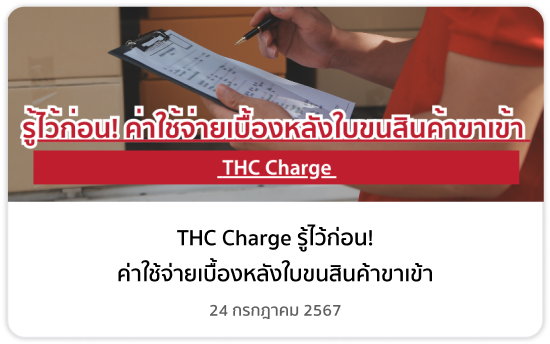 รู้ไว้ก่อน! ค่าใช้จ่ายเบื้องหลังใบขนสินค้าขาเข้า
THC Charge
THC Charge รู้ไว้ก่อน!
ค่าใช้จ่ายเบื้องหลังใบขนสินค้าขาเข้า
24 กรกฎาคม 2567